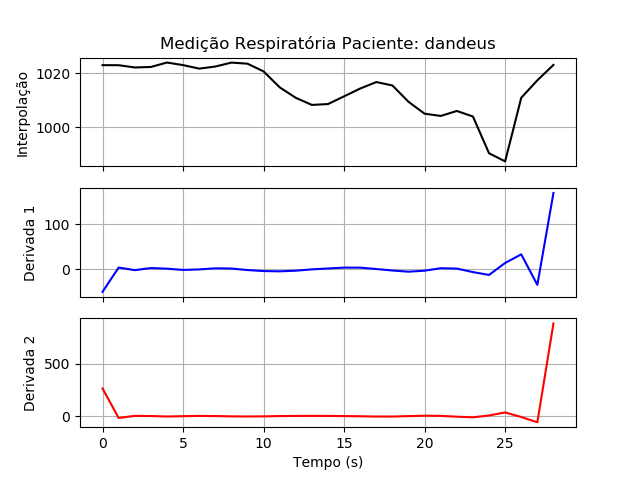 Medição Respiratória Paciente: dandeus
Interpolação
1020
1000
Derivada 1
100
0
Derivada 2
500
0
0 5 10 15 20 25
Tempo (s)